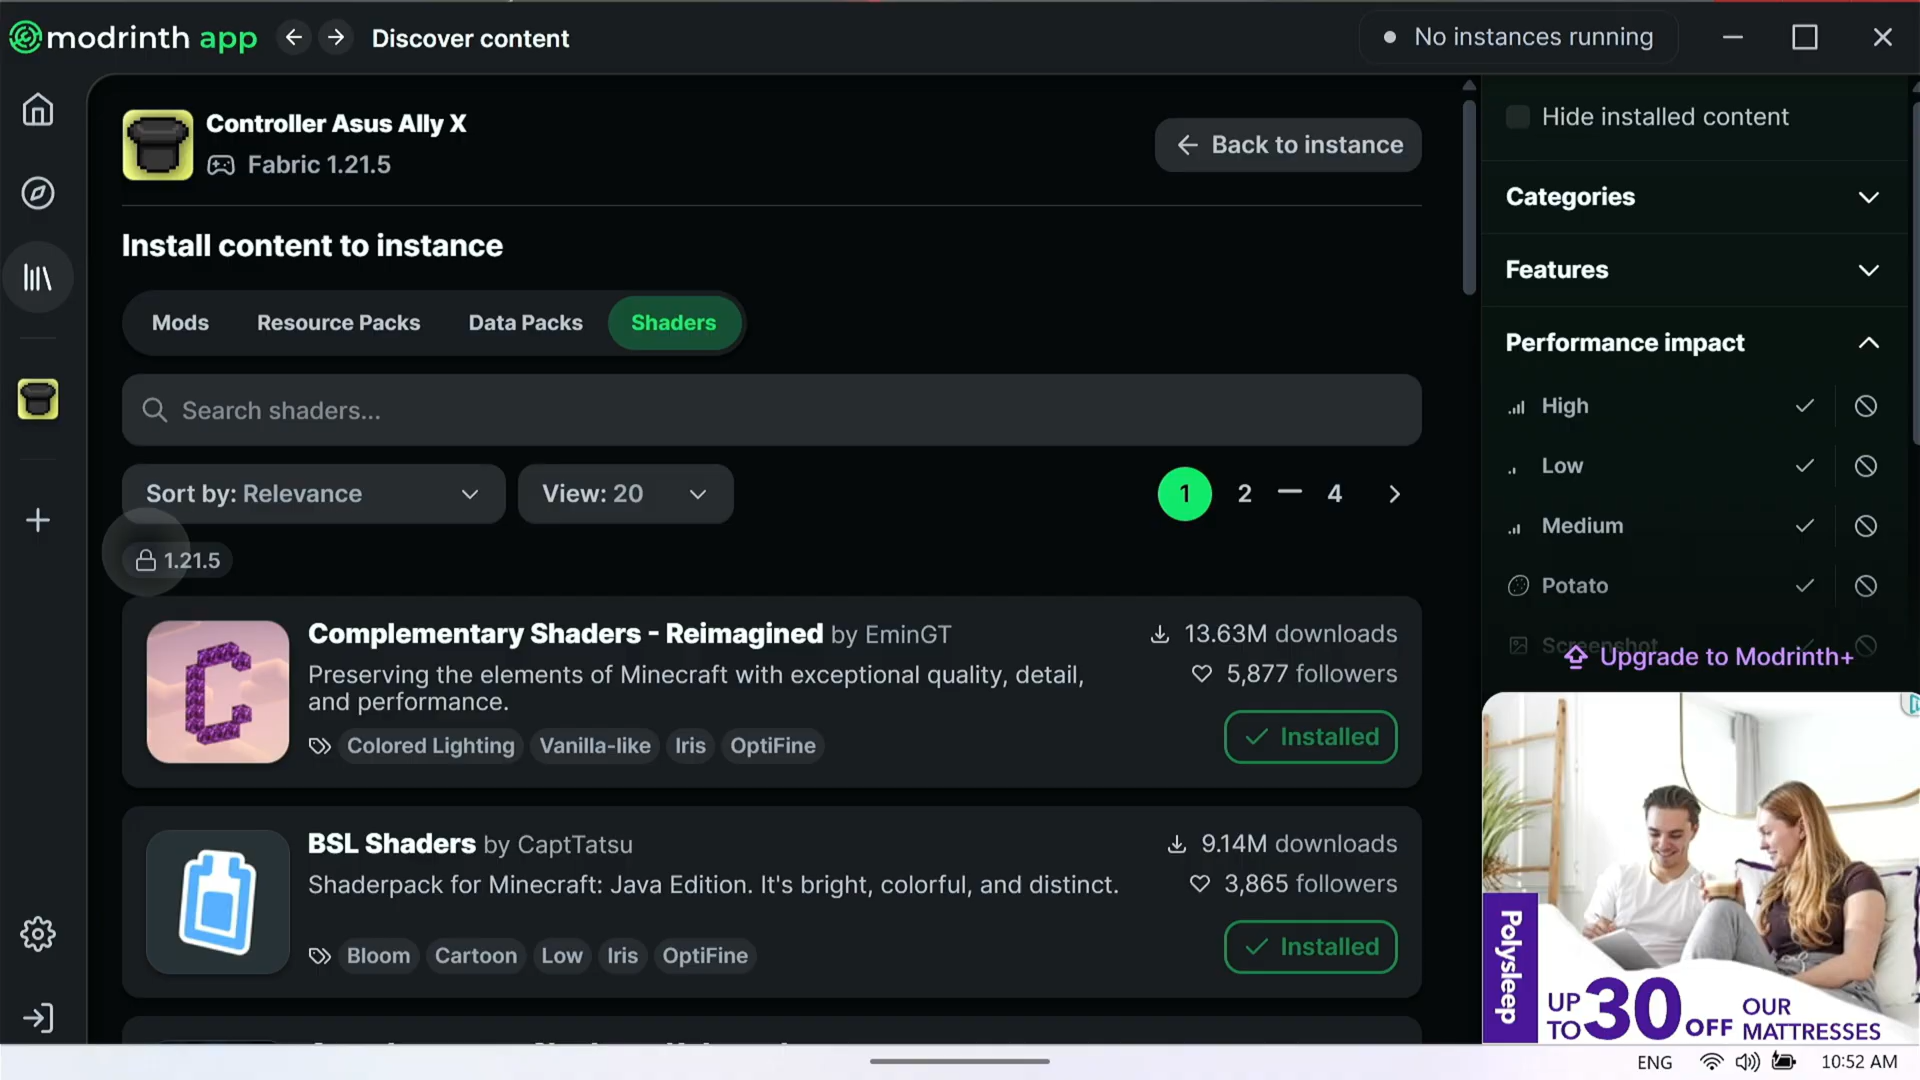 modrinth app
Discover content
No instances running
Controller Asus Ally X
Fabric 1.21.5
Back to instance
Install content to instance
Mods
Resource Packs
Data Packs
Shaders
Search shaders...
Sort by: Relevance
View: 20
1
2
4
1.21.5
Complementary Shaders - Reimagined by EminGT
Preserving the elements of Minecraft with exceptional quality, detail,
and performance.
Colored Lighting
Vanilla-like
Iris
OptiFine
13.63M downloads
5,877 followers
Installed
BSL Shaders by CaptTatsu
Shaderpack for Minecraft: Java Edition. It's bright, colorful, and distinct.
Bloom
Cartoon
Low
Iris
OptiFine
9.14M downloads
3,865 followers
Installed
Hide installed content
Categories
Features
Performance impact
High
Low
Medium
Potato
Screenshot
Upgrade to Modrinth+
Polysleep
UP TO 30 OFF OUR MATTRESSES
ENG
10:52 AM